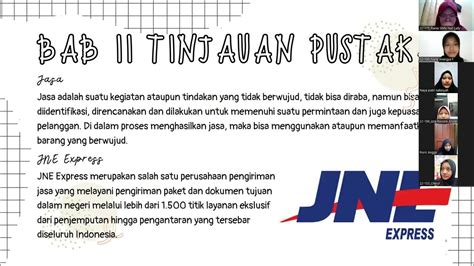 BAB II TINJAUAN PUSTAK
Jasa
Jasa adalah suatu kegiatan ataupun tindakan yang tidak berwujud, tidak bisa diraba, namun bisa
diidentifikasi, direncanakan dan dilakukan untuk memenuhi suatu permintaan dan juga kepuasa
pelanggan. Di dalam proses menghasilkan jasa, maka bisa menggunakan ataupun memanfaat
barang yang berwujud.
JNE Express
JNE Express merupakan salah satu perusahaan pengiriman
jasa yang melayani pengiriman paket dan dokumen tujuan
dalam negeri melalui lebih dari 1.500 titik layanan eksklusif
dari penjemputan hingga pengantaran yang tersebar
diseluruh Indonesia.
JNE
EXPRESS